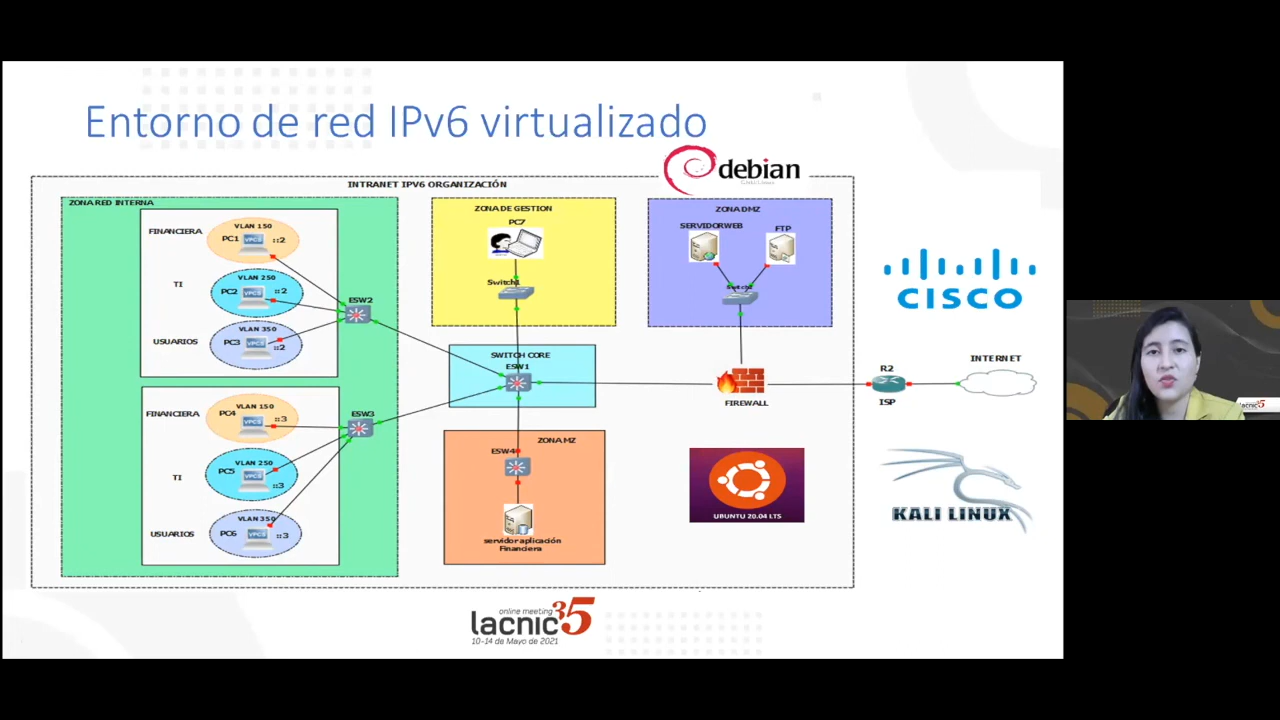 Entorno de red IPv6 virtualizado
debian
INTRANET IPV6 ORGANIZACIÓN
ZONA RED INTERNA
FINANCIERA
VLAN 150
PC1
::2
TI
VLAN 250
PC2
::2
USUARIOS
VLAN 350
PC3
::2
ESW2
FINANCIERA
VLAN 150
PC4
::3
TI
VLAN 250
PC5
::3
USUARIOS
VLAN 350
PC6
::3
ESW3
ZONA DE GESTION
PC7
Switch1
SWITCH CORE
ESW1
ZONA MZ
ESW4
servidor aplicación
Financiera
ZONA DMZ
SERVIDORWEB
FTP
Switch2
FIREWALL
R2
ISP
INTERNET
CISCO
UBUNTU 20.04 LTS
KALI LINUX
online meeting
lacnic35
10-14 de Mayo de 2021
lacnic35